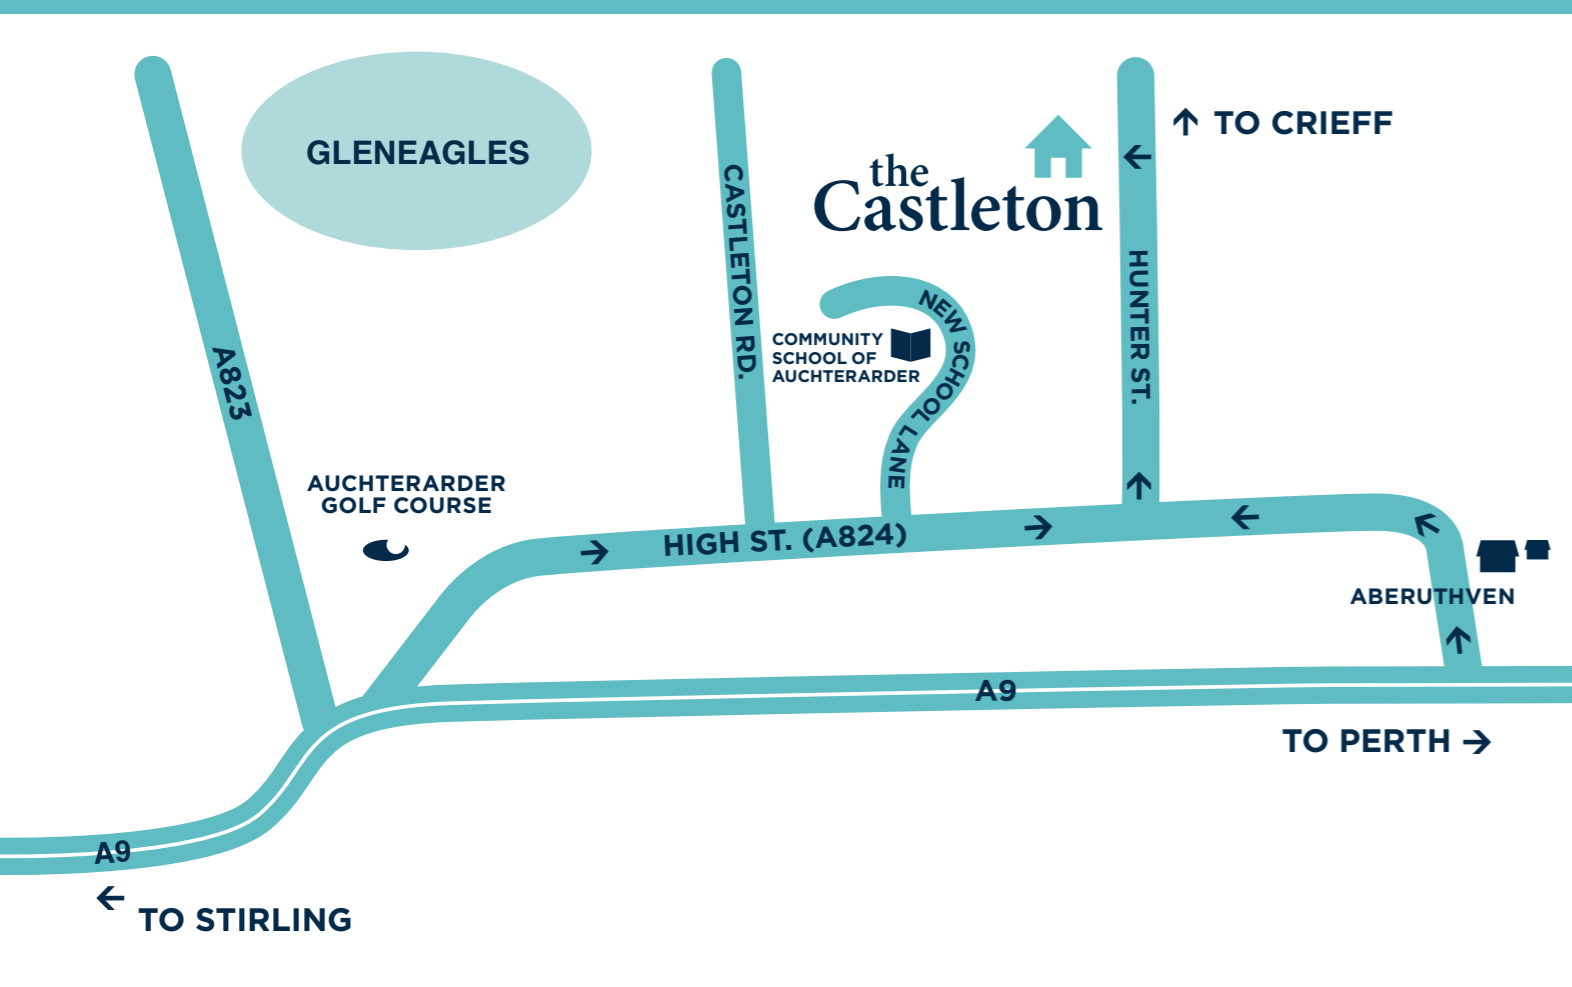 GLENEAGLES
TO CRIEFF
the
Castleton
CASTLETON RD.
HUNTER ST.
NEW SCHOOL LANE
COMMUNITY
SCHOOL OF
AUCHTERARDER
A823
AUCHTERARDER
GOLF COURSE
HIGH ST. (A824)
ABERUTHVEN
A9
TO PERTH
A9
TO STIRLING